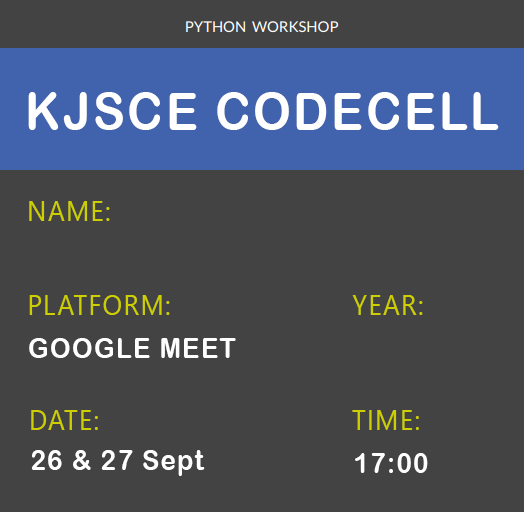 PYTHON WORKSHOP
KJSCE CODECELL
NAME:
PLATFORM:
YEAR:
GOOGLE MEET
DATE:
TIME:
26 & 27 Sept
17:00